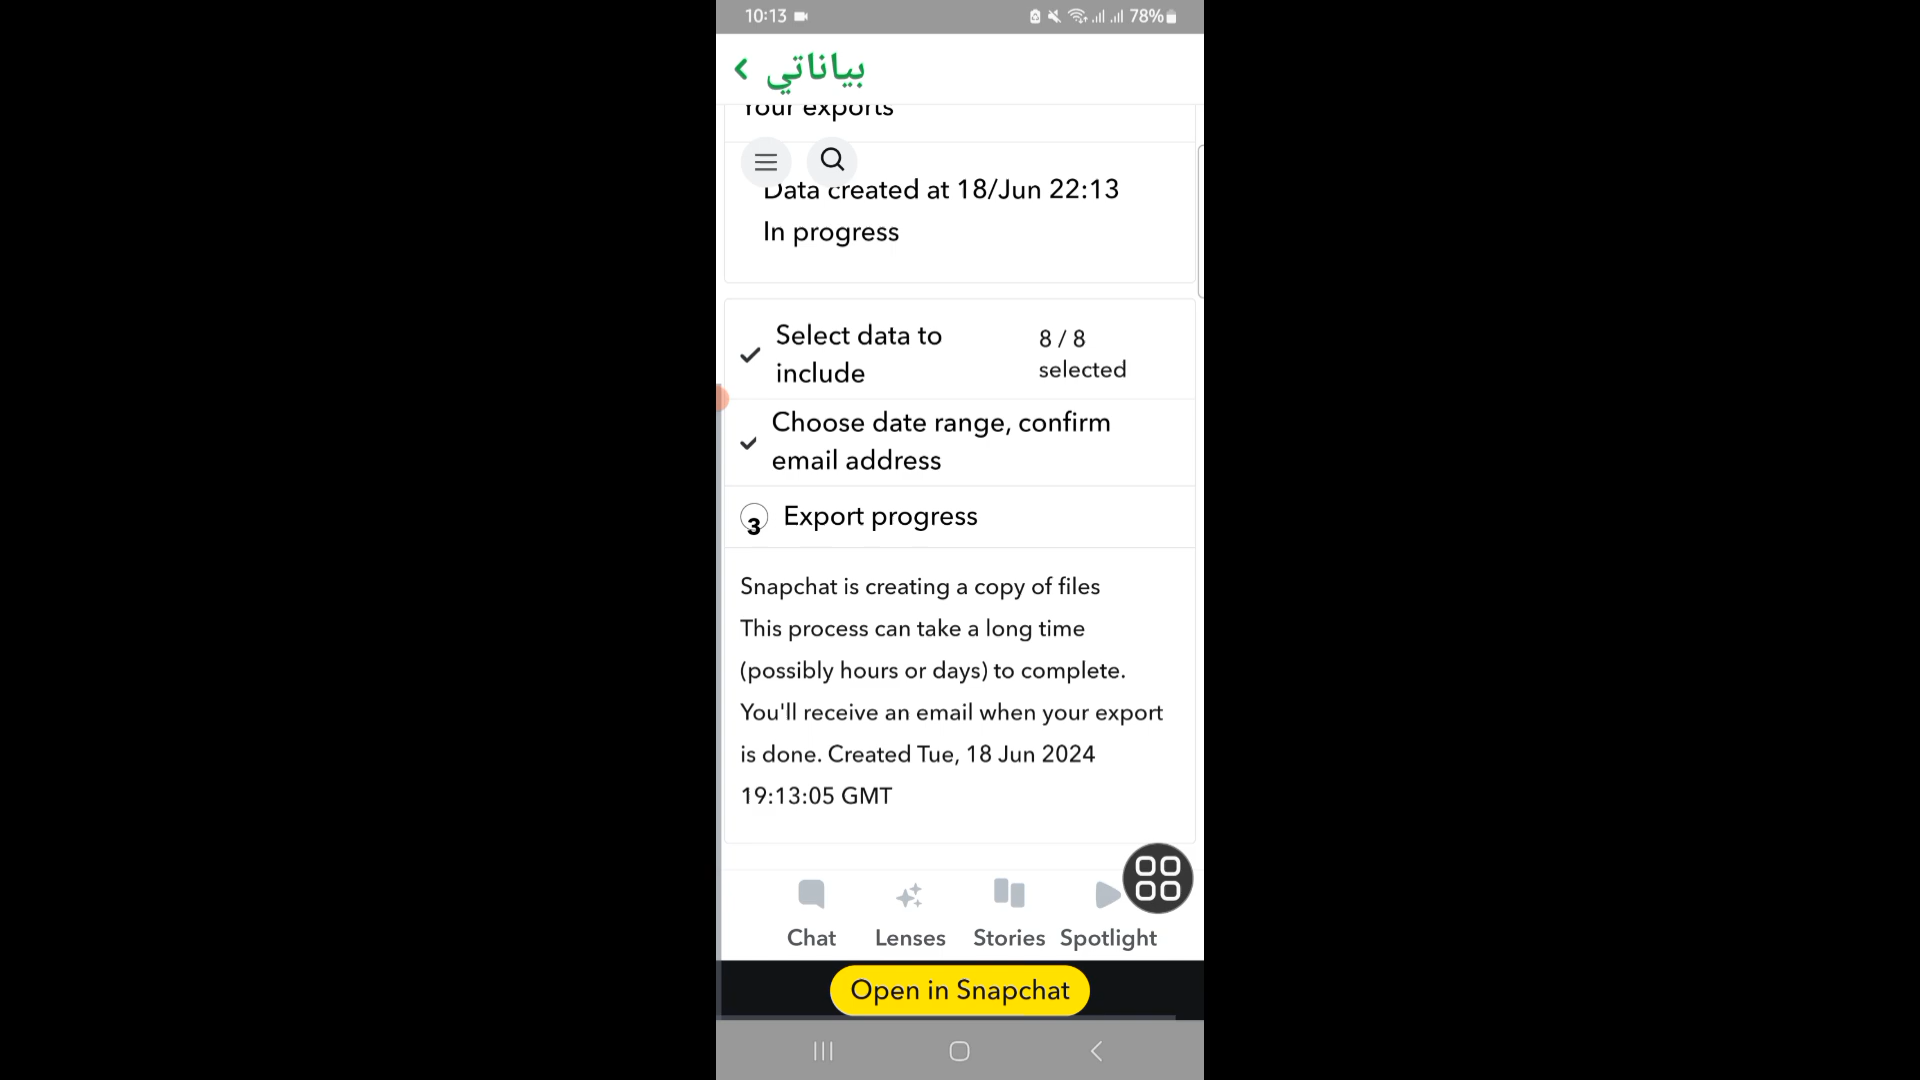 10:13
78%
بياناتي
Your exports
Data created at 18/Jun 22:13
In progress
Select data to
include
8 / 8
selected
Choose date range, confirm
email address
3 Export progress
Snapchat is creating a copy of files
This process can take a long time
(possibly hours or days) to complete.
You'll receive an email when your export
is done. Created Tue, 18 Jun 2024
19:13:05 GMT
Chat Lenses Stories Spotlight
Open in Snapchat